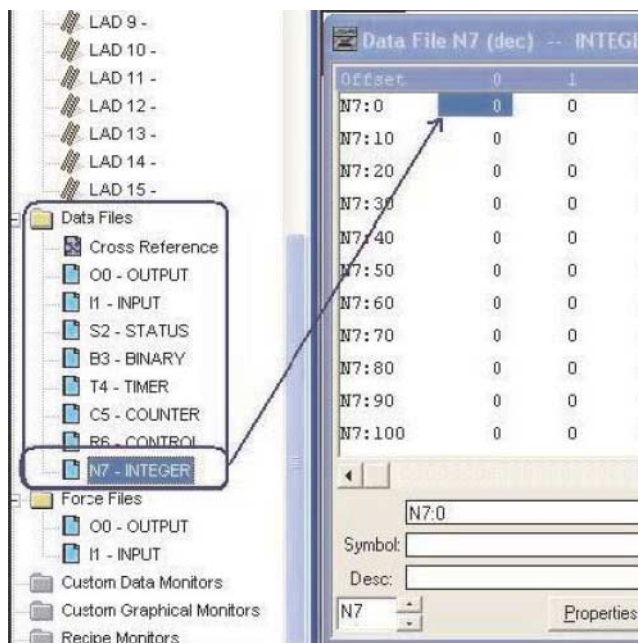 LAD 9 -
LAD 10 -
LAD 11 -
LAD 12 -
LAD 13 -
LAD 14 -
LAD 15 -
Data Files
Cross Reference
O0 - OUTPUT
I1 - INPUT
S2 - STATUS
B3 - BINARY
T4 - TIMER
C5 - COUNTER
R6 - CONTROL
N7 - INTEGER
Force Files
O0 - OUTPUT
I1 - INPUT
Custom Data Monitors
Custom Graphical Monitors
Recipe Monitors
Data File N7 (dec) -- INTEGE
Offset 0 1
N7:0 0 0
N7:10 0 0
N7:20 0 0
N7:30 0 0
N7:40 0 0
N7:50 0 0
N7:60 0 0
N7:70 0 0
N7:80 0 0
N7:90 0 0
N7:100 0 0
N7:0
Symbol:
Desc:
N7
Properties